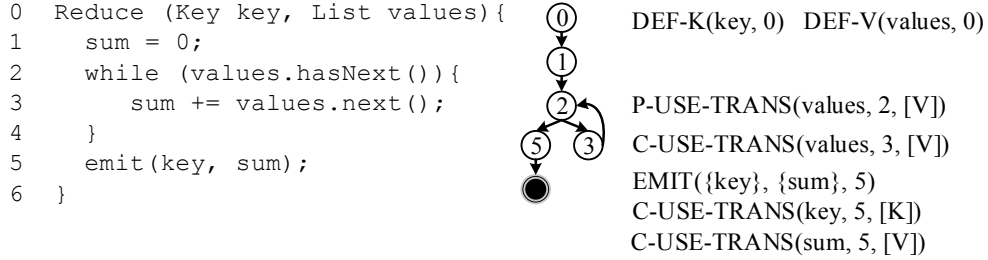 0 Reduce (Key key, List values){
1 sum = 0;
2 while (values.hasNext()){
3 sum += values.next();
4 }
5 emit(key, sum);
6 }
0
1
2
5 3
DEF-K(key, 0) DEF-V(values, 0)
P-USE-TRANS(values, 2, [V])
C-USE-TRANS(values, 3, [V])
EMIT({key}, {sum}, 5)
C-USE-TRANS(key, 5, [K])
C-USE-TRANS(sum, 5, [V])